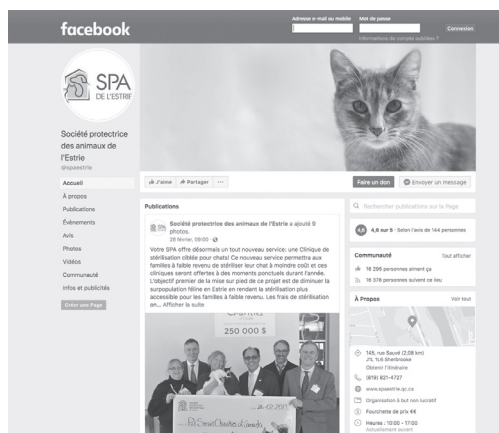 facebook
Adresse e-mail ou mobile
Mot de passe
Connexion
Informations de compte oubliées ?
SPA
DE L'ESTRIE
Société protectrice
des animaux de
l'Estrie
@spaestrie
Accueil
À propos
Publications
Évènements
Avis
Photos
Vidéos
Communauté
Infos et publicités
Créer une Page
J'aime
Partager
Faire un don
Envoyer un message
Publications
Société protectrice des animaux de l'Estrie a ajouté 9
photos.
28 février, 09:00
Votre SPA offre désormais un tout nouveau service: une Clinique de
stérilisation ciblée pour chats! Ce nouveau service permettra aux
familles à faible revenu de stériliser leur chat à moindre coût et ces
cliniques seront offertes à des moments ponctuels durant l'année.
L'objectif premier de la mise sur pied de ce projet est de diminuer la
surpopulation féline en Estrie en rendant la stérilisation plus
accessible pour les familles à faible revenu. Les frais de stérilisation
en... Afficher la suite
250 000 $
Rechercher publications sur la Page
4,6
4,6 sur 5 · Selon l'avis de 144 personnes
Communauté
Tout afficher
16 295 personnes aiment ça
16 376 personnes suivent ce lieu
À Propos
Voir tout
145, rue Sauvé (2,08 km)
J1L 1L6 Sherbrooke
Obtenir l'itinéraire
(819) 821-4727
www.spaestrie.qc.ca
Organisation à but non lucratif
Fourchette de prix €€
Heures : 10:00 - 17:00
Actuellement ouvert